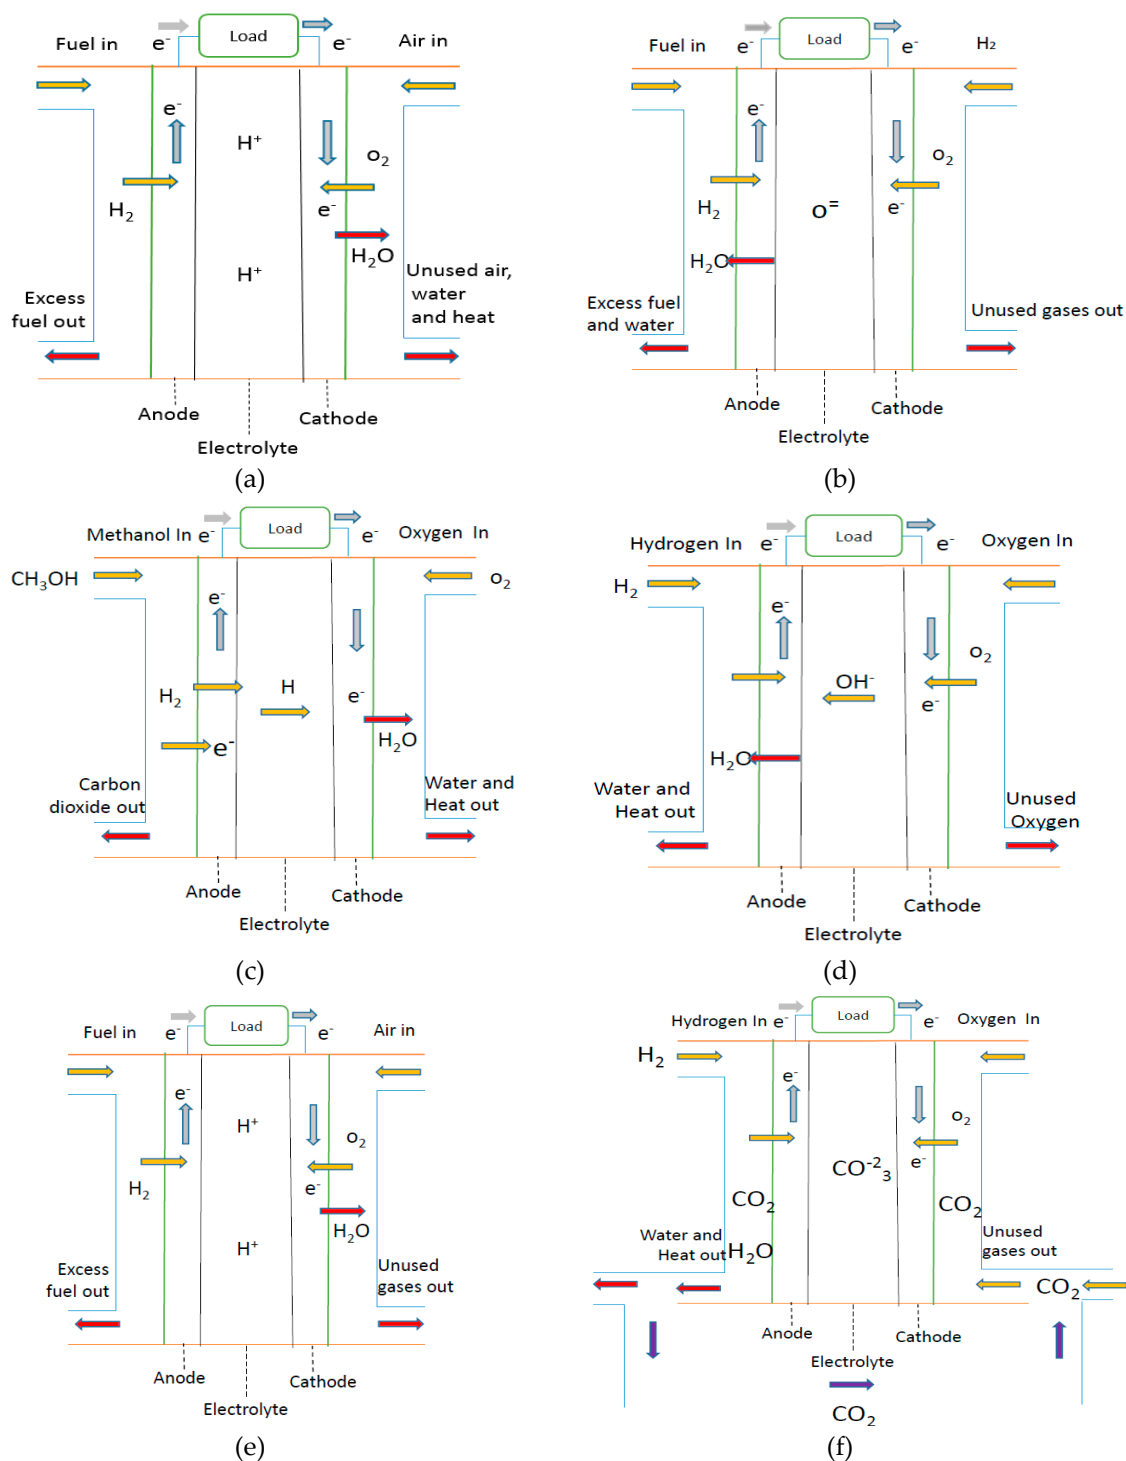 Fuel in
e-
Load
e-
Air in
e-
H+
O2
H2
e-
H2O
H+
Unused air,
water
and heat
Excess
fuel out
Anode
Cathode
Electrolyte
(a)
Fuel in
e-
Load
e-
H2
e-
O2
H2
O=
e-
H2O
Excess fuel
and water
Unused gases out
Anode
Cathode
Electrolyte
(b)
Methanol In
e-
Load
e-
Oxygen In
CH3OH
O2
e-
H2
H
e-
e-
H2O
Carbon
dioxide out
Water and
Heat out
Anode
Cathode
Electrolyte
(c)
Hydrogen In
e-
Load
e-
Oxygen In
H2
e-
O2
OH-
e-
H2O
Water and
Heat out
Unused
Oxygen
Anode
Cathode
Electrolyte
(d)
Fuel in
e-
Load
e-
Air in
e-
H+
O2
H2
e-
H2O
H+
Excess
fuel out
Unused
gases out
Anode
Cathode
Electrolyte
(e)
Hydrogen In
e-
Load
e-
Oxygen In
H2
e-
O2
CO-23
e-
CO2
CO2
Water and
Heat out
H2O
Unused
gases out
CO2
Anode
Cathode
Electrolyte
CO2
(f)